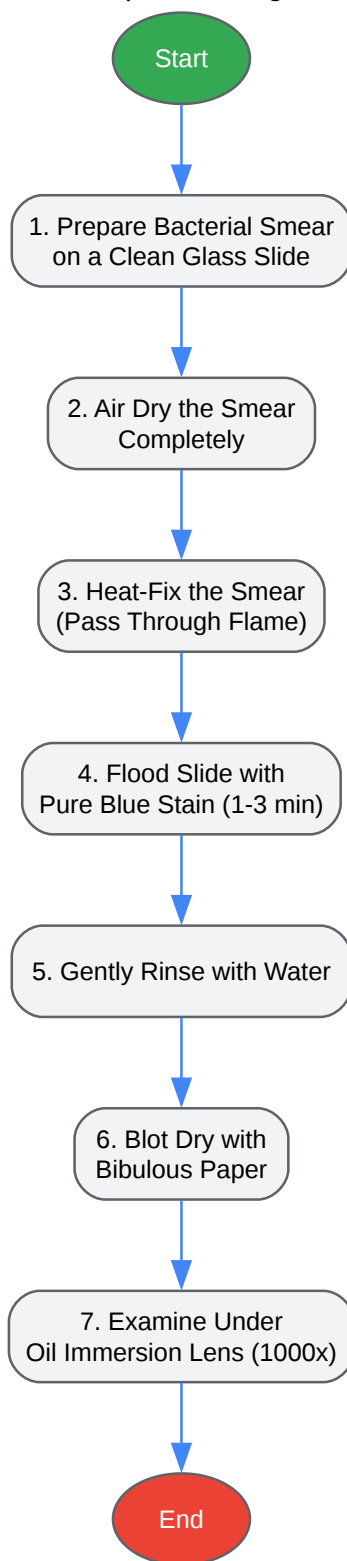 Start
1. Prepare Bacterial Smear
on a Clean Glass Slide
2. Air Dry the Smear
Completely
3. Heat-Fix the Smear
(Pass Through Flame)
4. Flood Slide with
Pure Blue Stain (1-3 min)
5. Gently Rinse with Water
6. Blot Dry with
Bibulous Paper
7. Examine Under
Oil Immersion Lens (1000x)
End